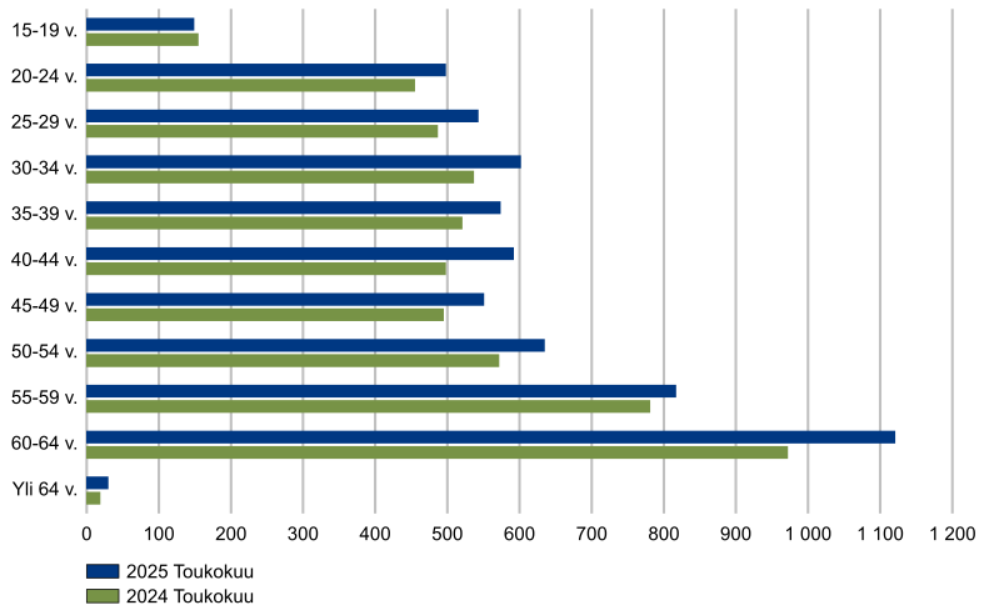 15-19 v.
20-24 v.
25-29 v.
30-34 v.
35-39 v.
40-44 v.
45-49 v.
50-54 v.
55-59 v.
60-64 v.
Yli 64 v.
0 100 200 300 400 500 600 700 800 900 1 000 1 100 1 200
2025 Toukokuu
2024 Toukokuu